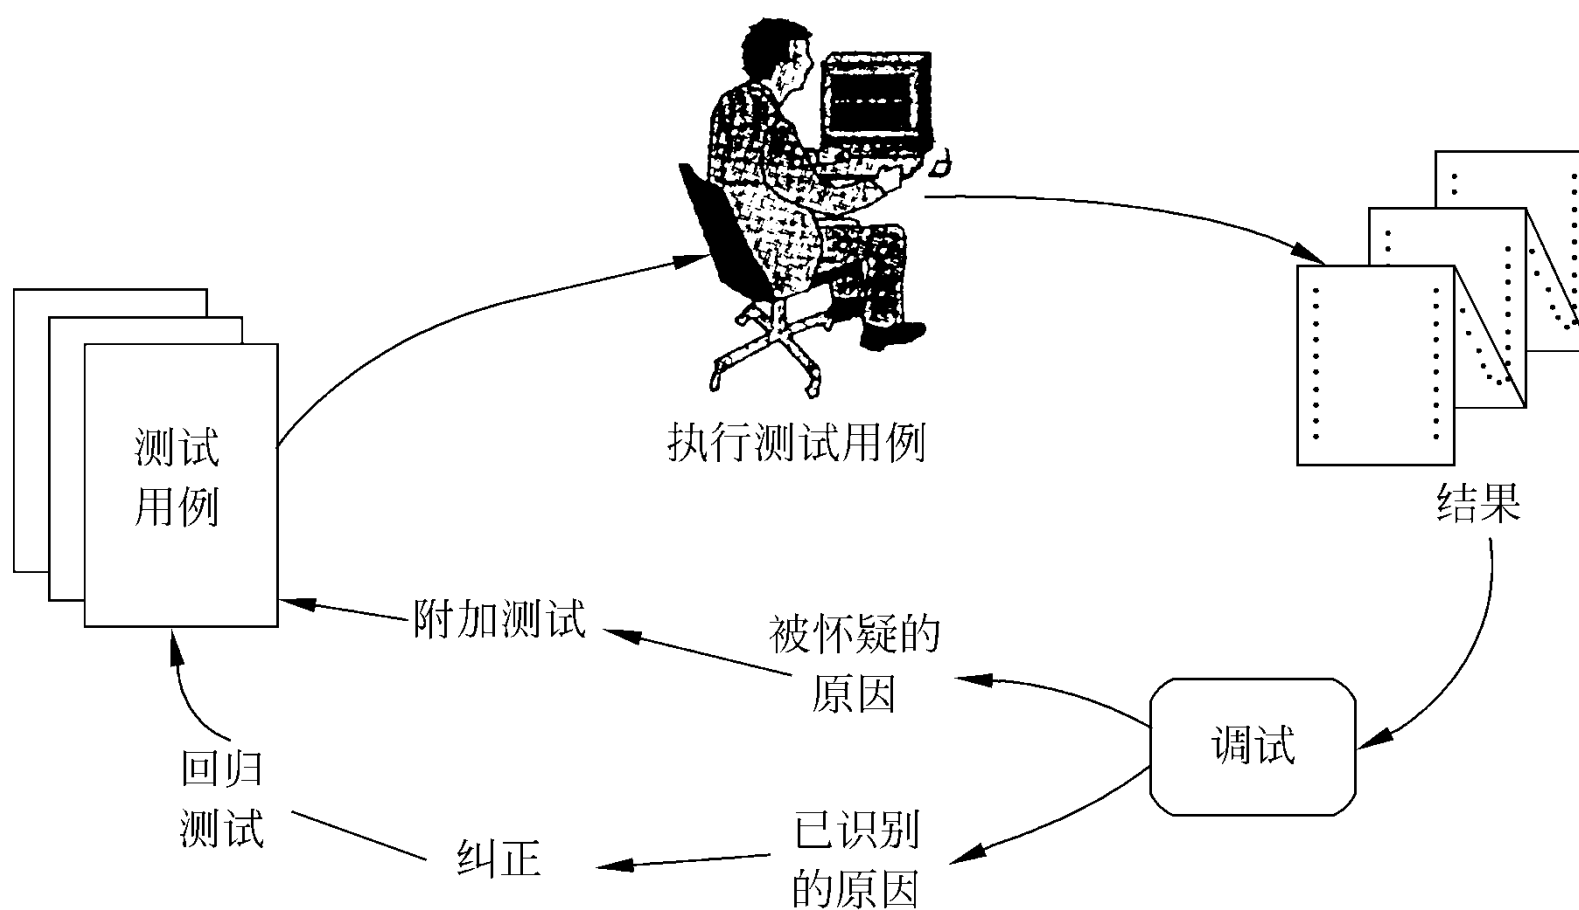 执行测试用例
测试
用例
结果
附加测试
被怀疑的
原因
调试
回归
测试
纠正
已识别
的原因